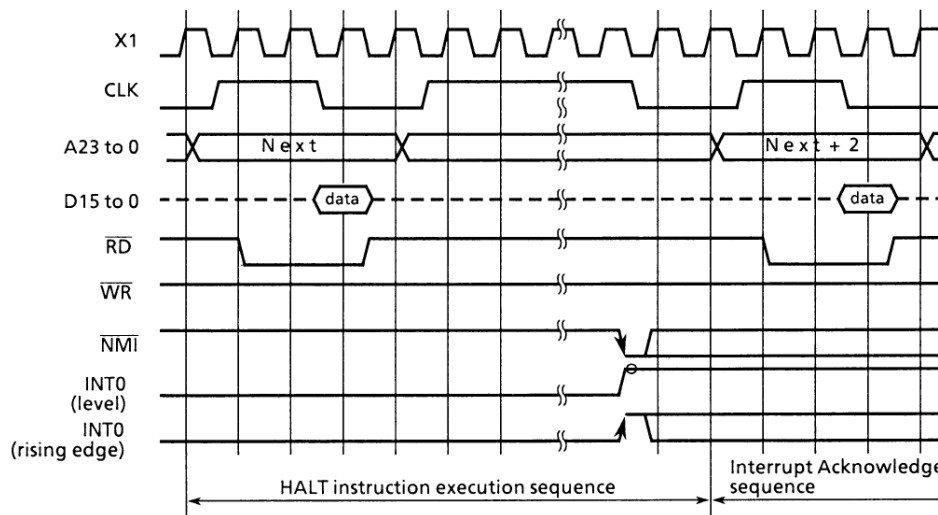 X1
CLK
A23 to 0
Next
Next + 2
D15 to 0
data
data
RD
WR
NMI
INT0
(level)
INT0
(rising edge)
HALT instruction execution sequence
Interrupt Acknowledge
sequence